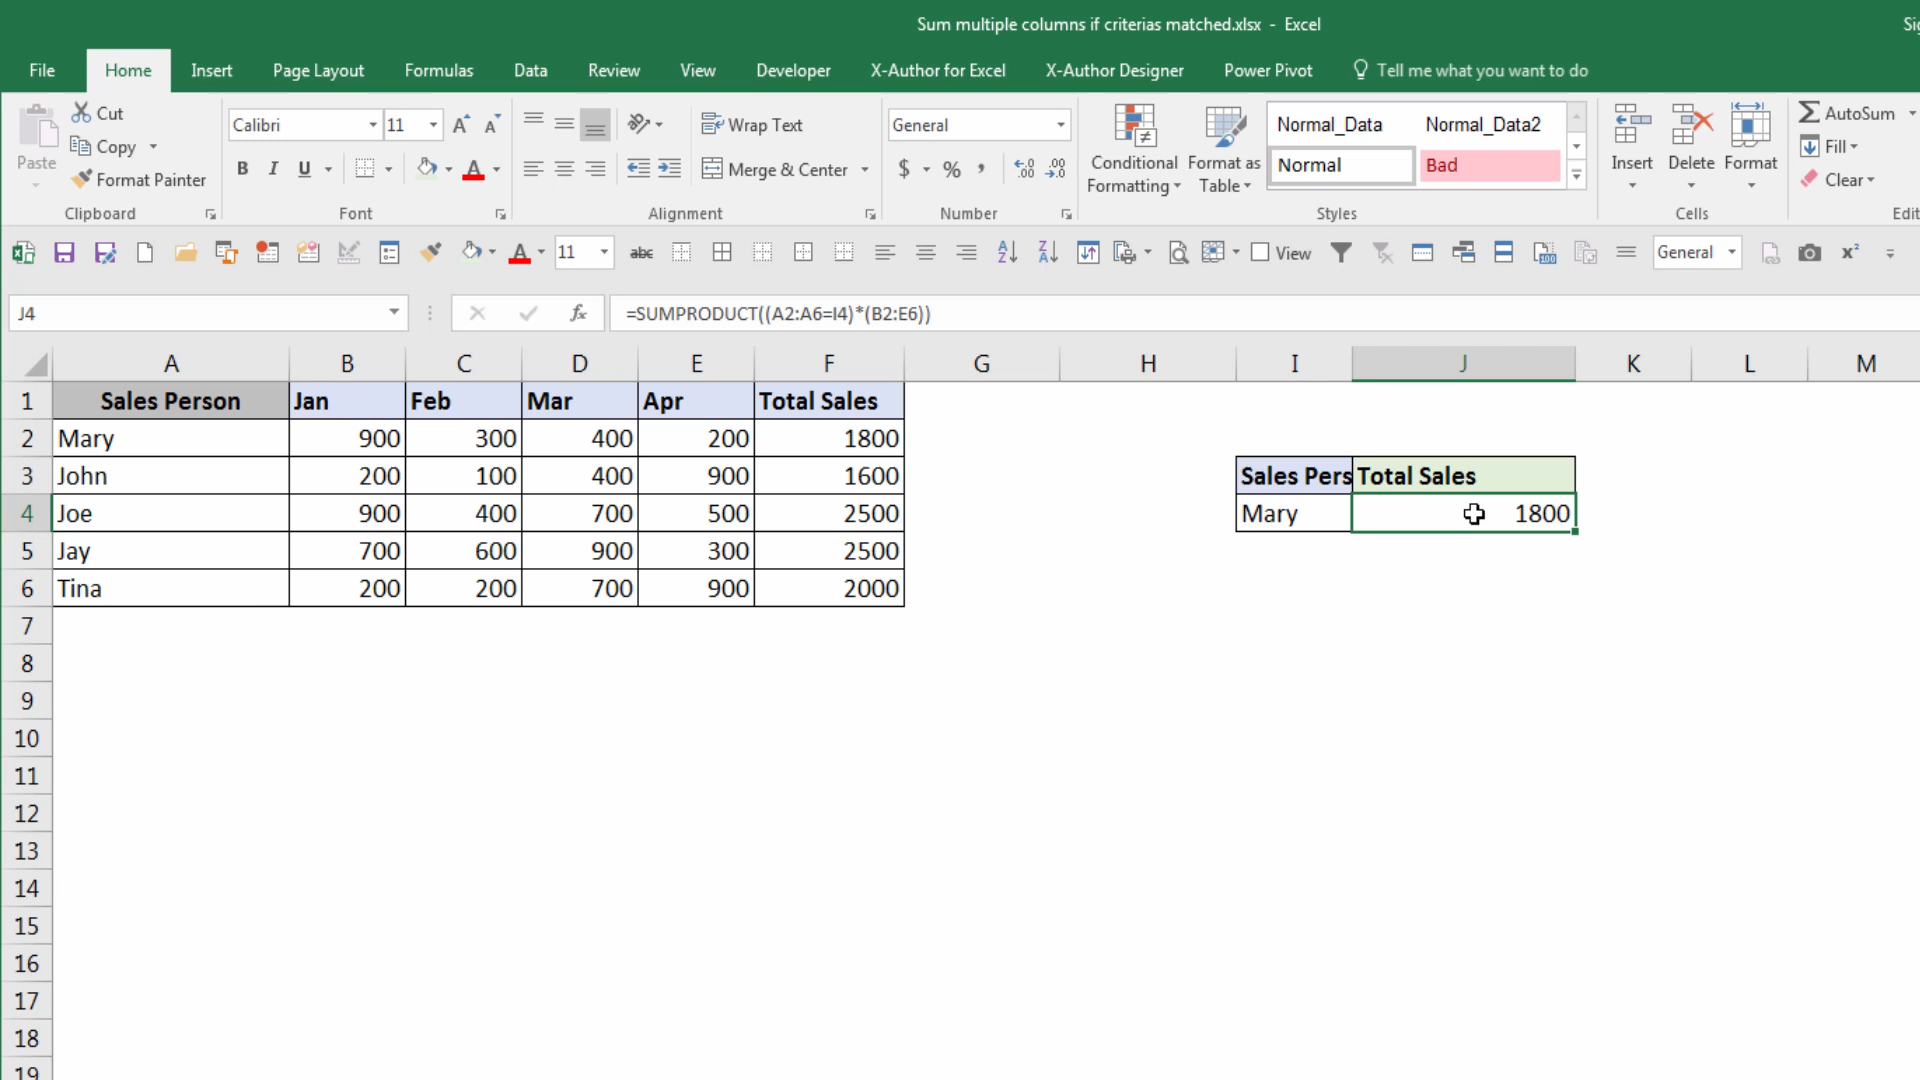 Sum multiple columns if criterias matched.xlsx - Excel
File Home Insert Page Layout Formulas Data Review View Developer X-Author for Excel X-Author Designer Power Pivot Tell me what you want to do
Cut
Copy
Format Painter
Paste
Clipboard
Calibri 11
B I U
Font
Wrap Text
Merge & Center
Alignment
General
$ % ,
Number
Conditional Formatting
Format as Table
Normal_Data Normal_Data2
Normal Bad
Styles
Insert Delete Format
Cells
AutoSum
Fill
Clear
11 abc View General x²
J4 fx =SUMPRODUCT((A2:A6=I4)*(B2:E6))
A B C D E F G H I J K L M
1 Sales Person Jan Feb Mar Apr Total Sales
2 Mary 900 300 400 200 1800
3 John 200 100 400 900 1600 Sales Pers Total Sales
4 Joe 900 400 700 500 2500 Mary 1800
5 Jay 700 600 900 300 2500
6 Tina 200 200 700 900 2000
7
8
9
10
11
12
13
14
15
16
17
18
19